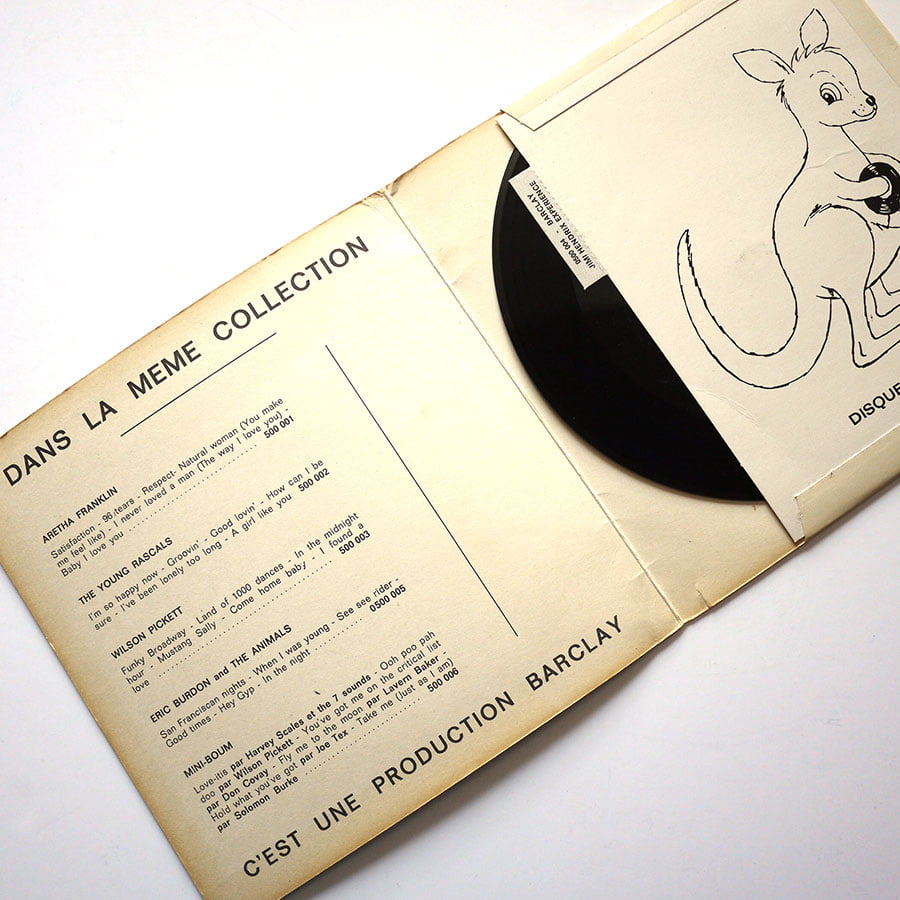 DANS LA MEME COLLECTION
ARETHA FRANKLIN
Satisfaction - 96 tears - Respect- Natural woman (You make
me feel like) - I never loved a man (The way I love you) -
Baby I love you .......................... 500 001
THE YOUNG RASCALS
I'm so happy now - Groovin' - Good lovin' - How can I be
sure - I've been lonely too long - A girl like you 500 002
WILSON PICKETT
Funky Broadway - Land of 1000 dances - In the midnight
hour - Mustang Sally - Come home baby - I found a
love .......................... 500 003
ERIC BURDON and THE ANIMALS
San Franciscan nights - When I was young - See see rider -
Good times - Hey Gyp - In the night .......... 0500 005
MINI-BOUM
Love-itis par Harvey Scales et the 7 sounds - Ooh poo pah
doo par Wilson Pickett - You've got me on the critical list
par Don Covay - Fly me to the moon par Lavern Baker -
Hold what you've got par Joe Tex - Take me (Just as I am)
par Solomon Burke .......................... 500 006
C'EST UNE PRODUCTION BARCLAY
JIMI HENDRIX EXPERIENCE
0500 004 - BARCLAY
DISQUE